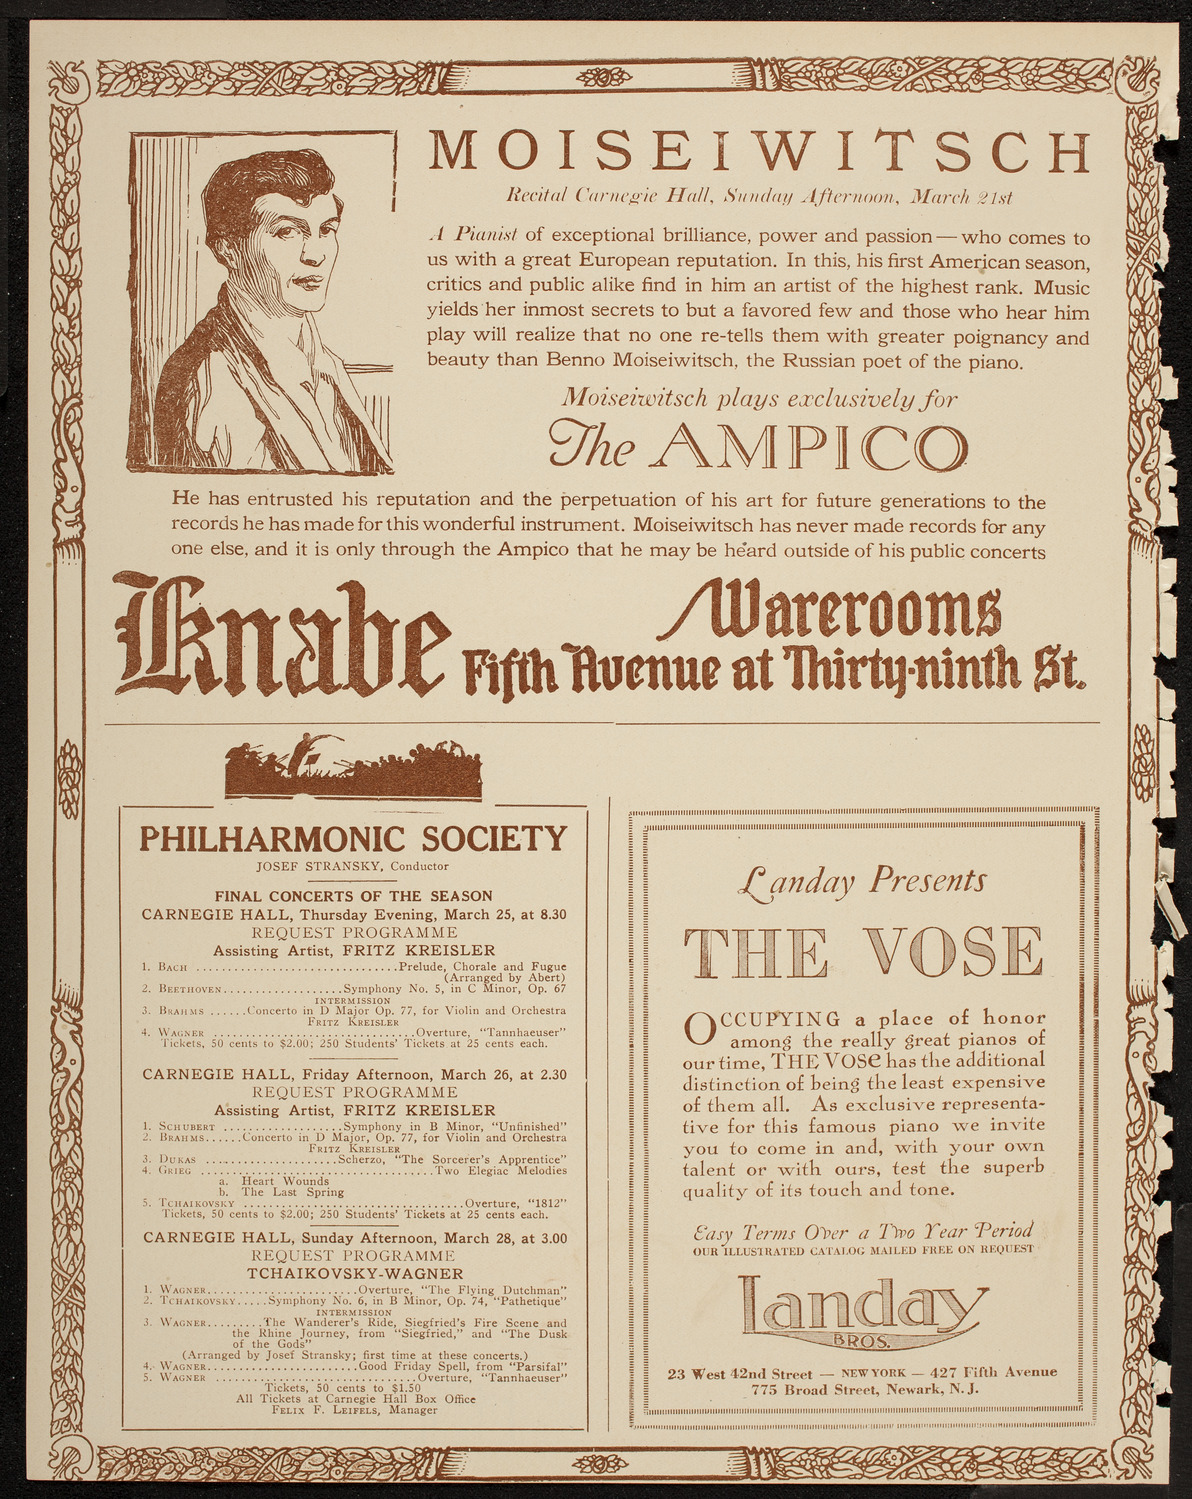 MOISEIWITSCH
Recital Carnegie Hall, Sunday Afternoon, March 21st
A Pianist of exceptional brilliance, power and passion — who comes to
us with a great European reputation. In this, his first American season,
critics and public alike find in him an artist of the highest rank. Music
yields her inmost secrets to but a favored few and those who hear him
play will realize that no one re-tells them with greater poignancy and
beauty than Benno Moiseiwitsch, the Russian poet of the piano.
Moiseiwitsch plays exclusively for
The AMPICO
He has entrusted his reputation and the perpetuation of his art for future generations to the
records he has made for this wonderful instrument. Moiseiwitsch has never made records for any
one else, and it is only through the Ampico that he may be heard outside of his public concerts
Knabe Warerooms
Fifth Avenue at Thirty-ninth St.
PHILHARMONIC SOCIETY
JOSEF STRANSKY, Conductor
FINAL CONCERTS OF THE SEASON
CARNEGIE HALL, Thursday Evening, March 25, at 8.30
REQUEST PROGRAMME
Assisting Artist, FRITZ KREISLER
1. BACH ................................Prelude, Chorale and Fugue
(Arranged by Abert)
2. BEETHOVEN...................Symphony No. 5, in C Minor, Op. 67
INTERMISSION
3. BRAHMS ......Concerto in D Major Op. 77, for Violin and Orchestra
FRITZ KREISLER
4. WAGNER ................................Overture, "Tannhaeuser"
Tickets, 50 cents to $2.00; 250 Students' Tickets at 25 cents each.
CARNEGIE HALL, Friday Afternoon, March 26, at 2.30
REQUEST PROGRAMME
Assisting Artist, FRITZ KREISLER
1. SCHUBERT ...................Symphony in B Minor, "Unfinished"
2. BRAHMS......Concerto in D Major, Op. 77, for Violin and Orchestra
FRITZ KREISLER
3. DUKAS .....................Scherzo, "The Sorcerer's Apprentice"
4. GRIEG .....................................Two Elegiac Melodies
a. Heart Wounds
b. The Last Spring
5. TCHAIKOVSKY ...................................Overture, "1812"
Tickets, 50 cents to $2.00; 250 Students' Tickets at 25 cents each.
CARNEGIE HALL, Sunday Afternoon, March 28, at 3.00
REQUEST PROGRAMME
TCHAIKOVSKY-WAGNER
1. WAGNER........................Overture, "The Flying Dutchman"
2. TCHAIKOVSKY.....Symphony No. 6, in B Minor, Op. 74, "Pathetique"
INTERMISSION
3. WAGNER.........The Wanderer's Ride, Siegfried's Fire Scene and
the Rhine Journey, from "Siegfried," and "The Dusk
of the Gods"
(Arranged by Josef Stransky; first time at these concerts.)
4. WAGNER........................Good Friday Spell, from "Parsifal"
5. WAGNER ................................Overture, "Tannhaeuser"
Tickets, 50 cents to $1.50
All Tickets at Carnegie Hall Box Office
FELIX F. LEIFELS, Manager
Landay Presents
THE VOSE
OCCUPYING a place of honor
among the really great pianos of
our time, THE VOSE has the additional
distinction of being the least expensive
of them all. As exclusive representa-
tive for this famous piano we invite
you to come in and, with your own
talent or with ours, test the superb
quality of its touch and tone.
Easy Terms Over a Two Year Period
OUR ILLUSTRATED CATALOG MAILED FREE ON REQUEST
Landay
BROS.
23 West 42nd Street — NEW YORK — 427 Fifth Avenue
775 Broad Street, Newark, N. J.